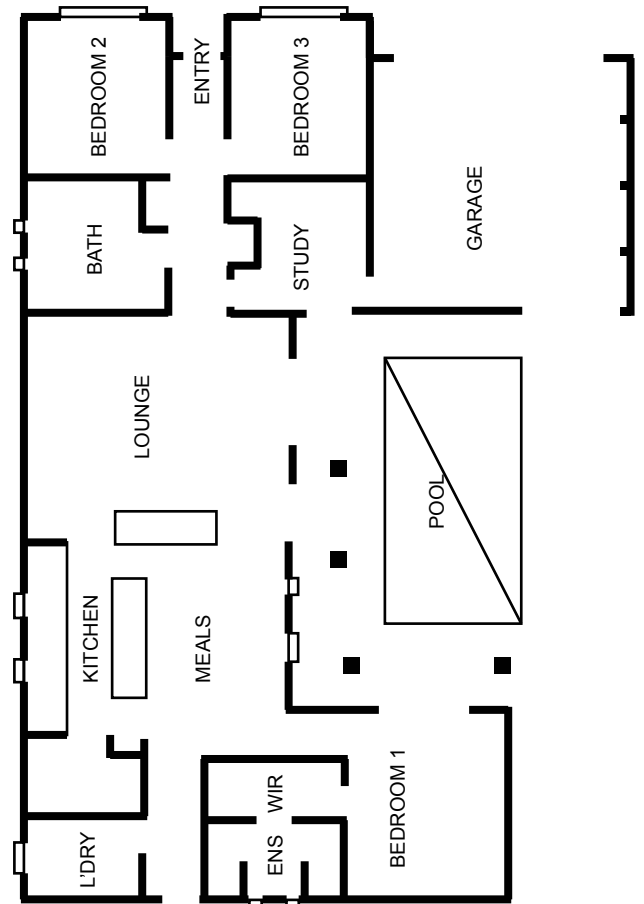 BEDROOM 2
ENTRY
BEDROOM 3
BATH
STUDY
GARAGE
LOUNGE
POOL
KITCHEN
MEALS
L'DRY
WIR
ENS
BEDROOM 1